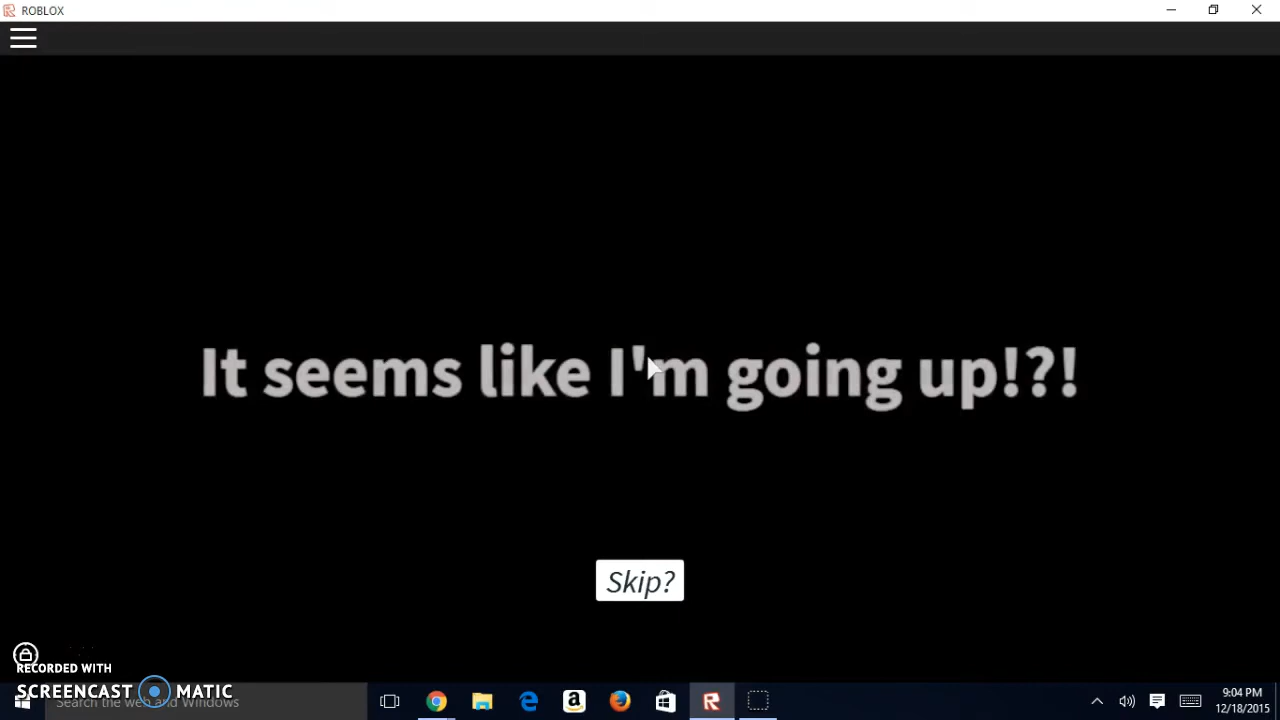 ROBLOX
It seems like I'm going up!?!
Skip?
RECORDED WITH
SCREENCAST MATIC
Search the web and Windows
9:04 PM
12/18/2015